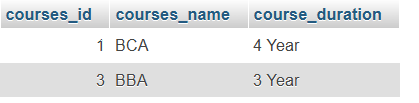 courses_id courses_name course_duration
1 BCA 4 Year
3 BBA 3 Year